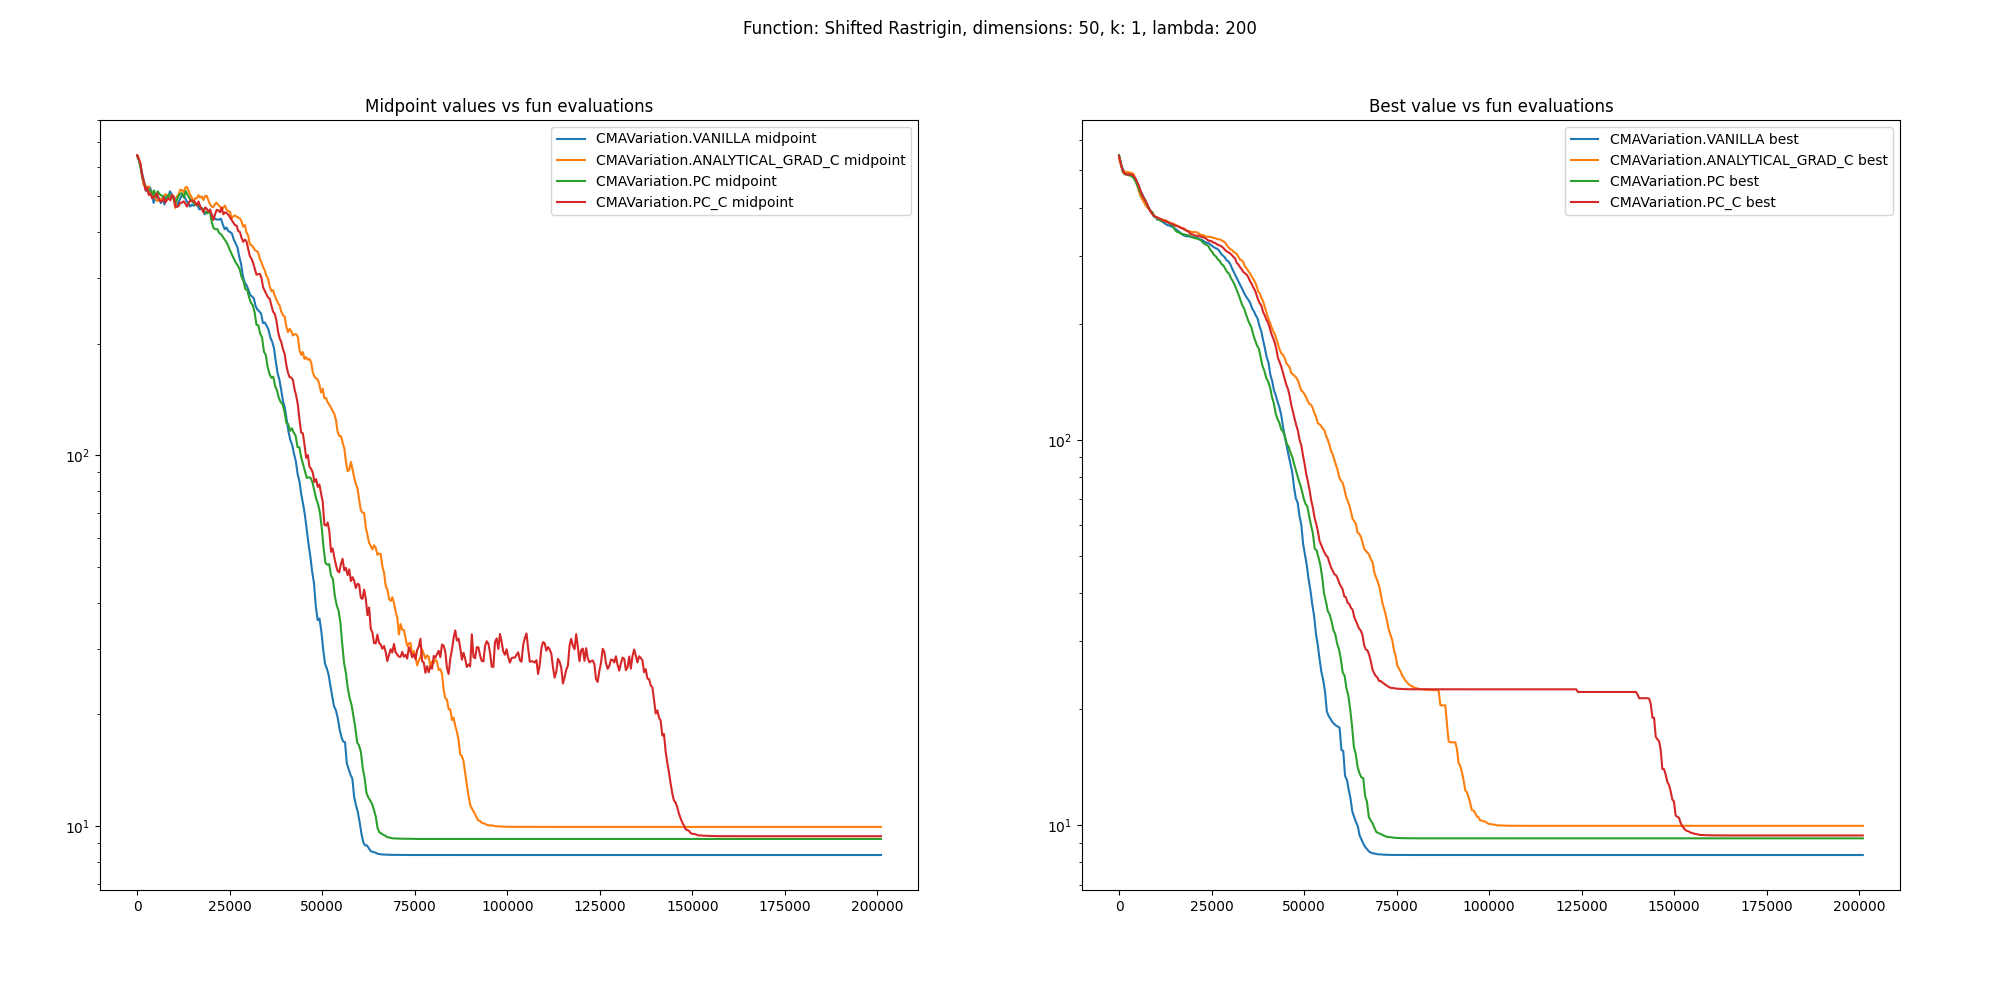 Function: Shifted Rastrigin, dimensions: 50, k: 1, lambda: 200
Midpoint values vs fun evaluations
CMAVariation.VANILLA midpoint
CMAVariation.ANALYTICAL_GRAD_C midpoint
CMAVariation.PC midpoint
CMAVariation.PC_C midpoint
10²
10¹
0 25000 50000 75000 100000 125000 150000 175000 200000
Best value vs fun evaluations
CMAVariation.VANILLA best
CMAVariation.ANALYTICAL_GRAD_C best
CMAVariation.PC best
CMAVariation.PC_C best
10²
10¹
0 25000 50000 75000 100000 125000 150000 175000 200000